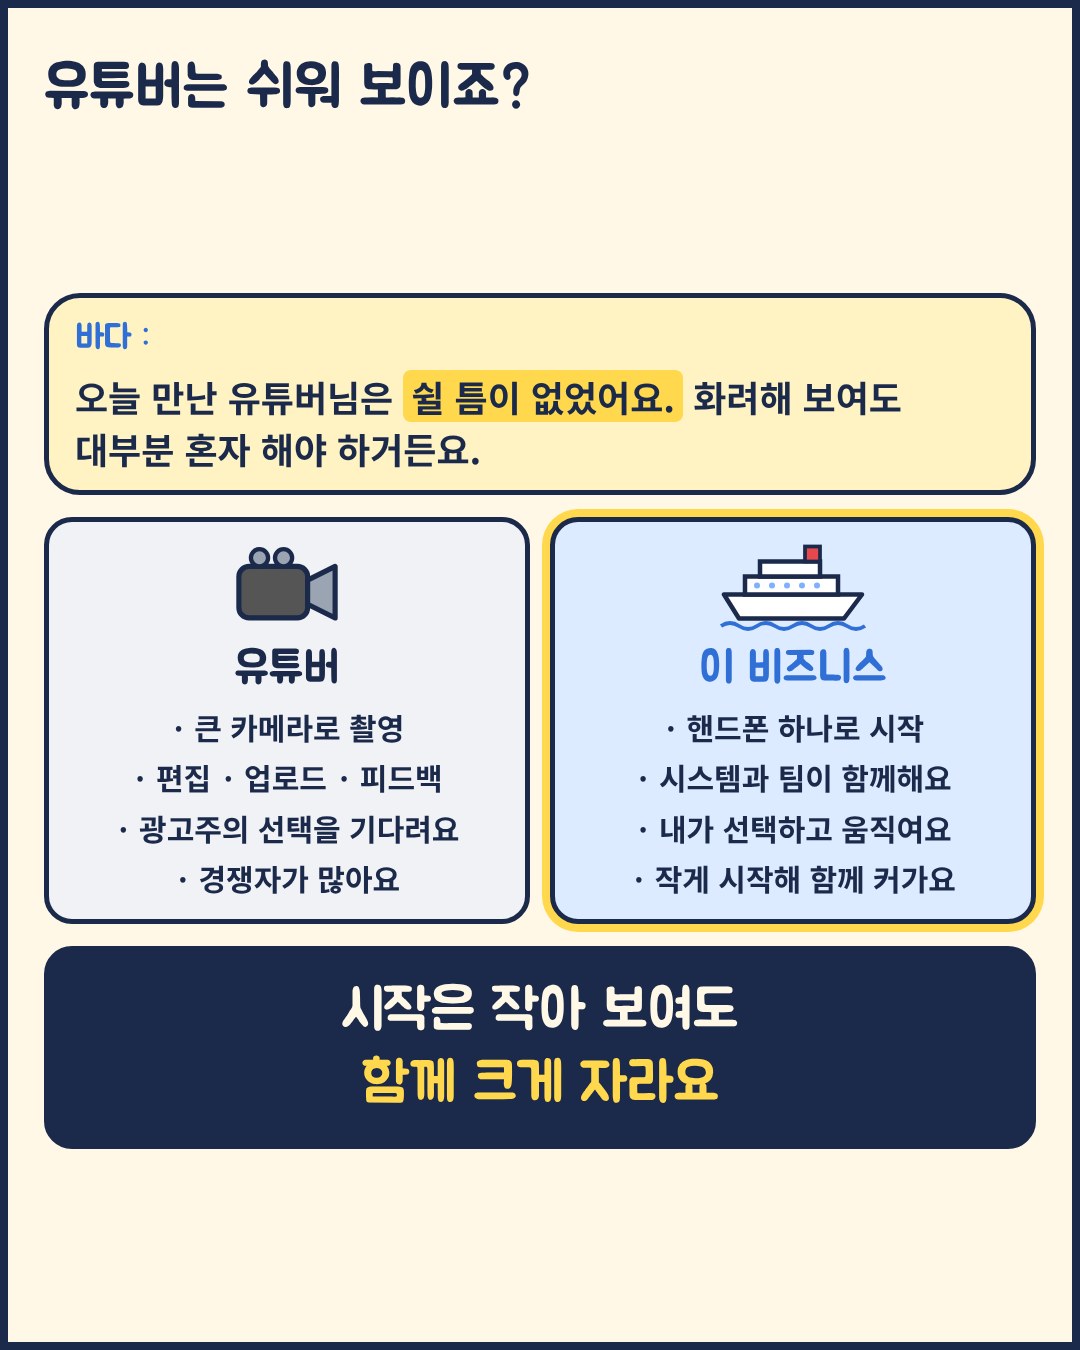 유튜버는 쉬워 보이죠?
바다 :
오늘 만난 유튜버님은 쉴 틈이 없었어요. 화려해 보여도
대부분 혼자 해야 하거든요.
유튜버
· 큰 카메라로 촬영
· 편집 · 업로드 · 피드백
· 광고주의 선택을 기다려요
· 경쟁자가 많아요
이 비즈니스
· 핸드폰 하나로 시작
· 시스템과 팀이 함께해요
· 내가 선택하고 움직여요
· 작게 시작해 함께 커가요
시작은 작아 보여도
함께 크게 자라요